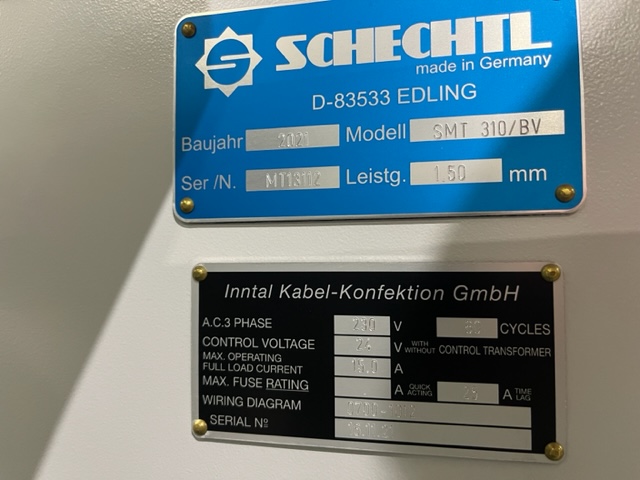 SCHECHTL
made in Germany
D-83533 EDLING
Baujahr 2021 Modell SMT 310/BV
Ser/N. MT13112 Leistg. 1.50 mm
Inntal Kabel-Konfektion GmbH
A.C.3 PHASE 230 V 60 CYCLES
CONTROL VOLTAGE 24 V WITH WITHOUT CONTROL TRANSFORMER
MAX. OPERATING
FULL LOAD CURRENT A
MAX. FUSE RATING A QUICK ACTING A TIME LAG
WIRING DIAGRAM
SERIAL Nº